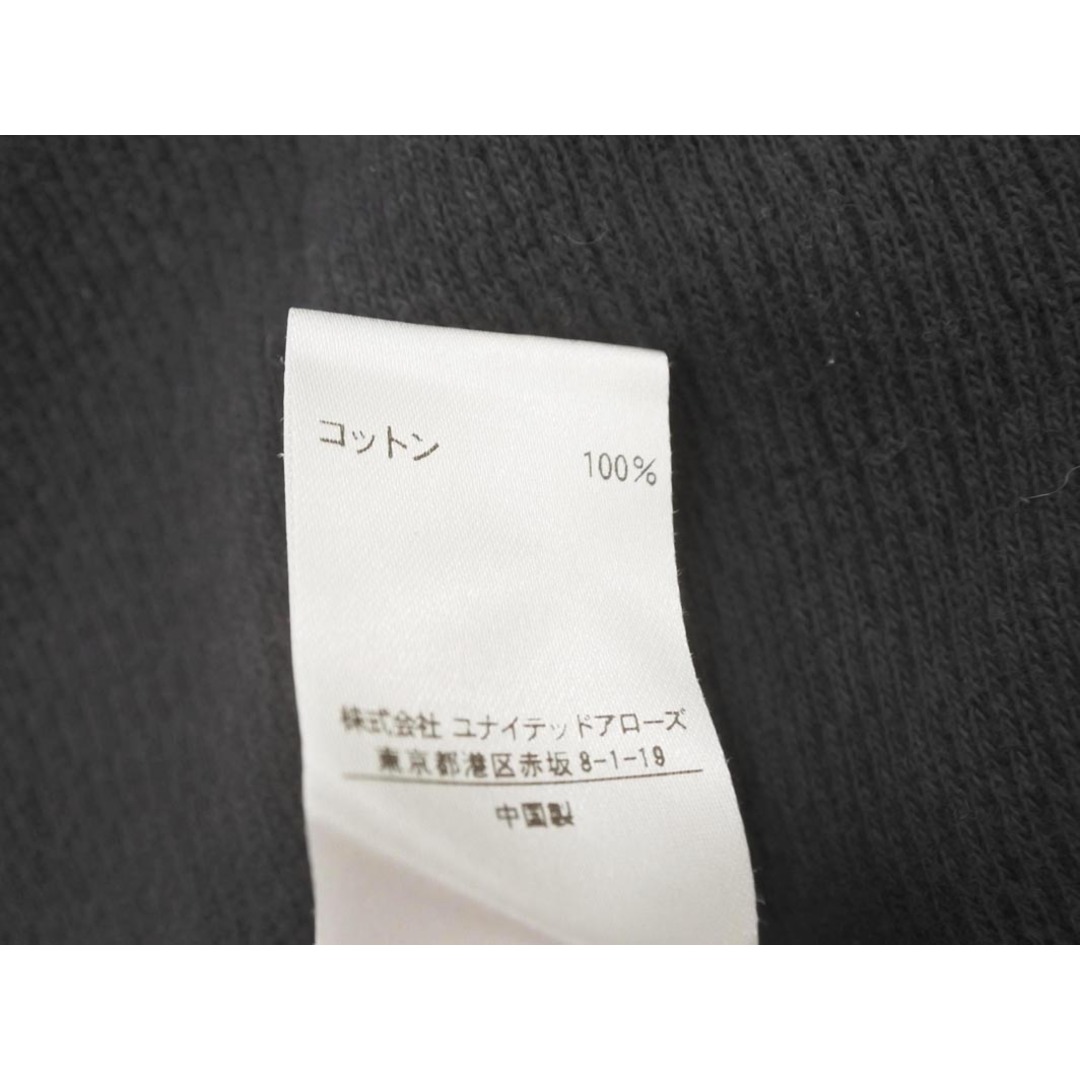 コットン 100%
株式会社 ユナイテッドアローズ
東京都港区赤坂8-1-19
中国製